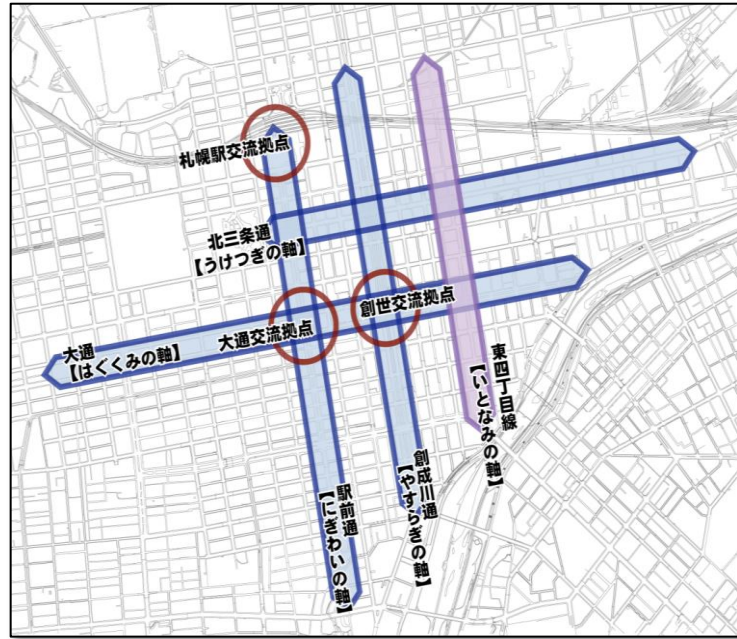 札幌駅交流拠点
北三条通
【うけつぎの軸】
創世交流拠点
大通交流拠点
大通
【はぐくみの軸】
東四丁目線
【いとなみの軸】
創成川通
【やすらぎの軸】
駅前通
【にぎわいの軸】